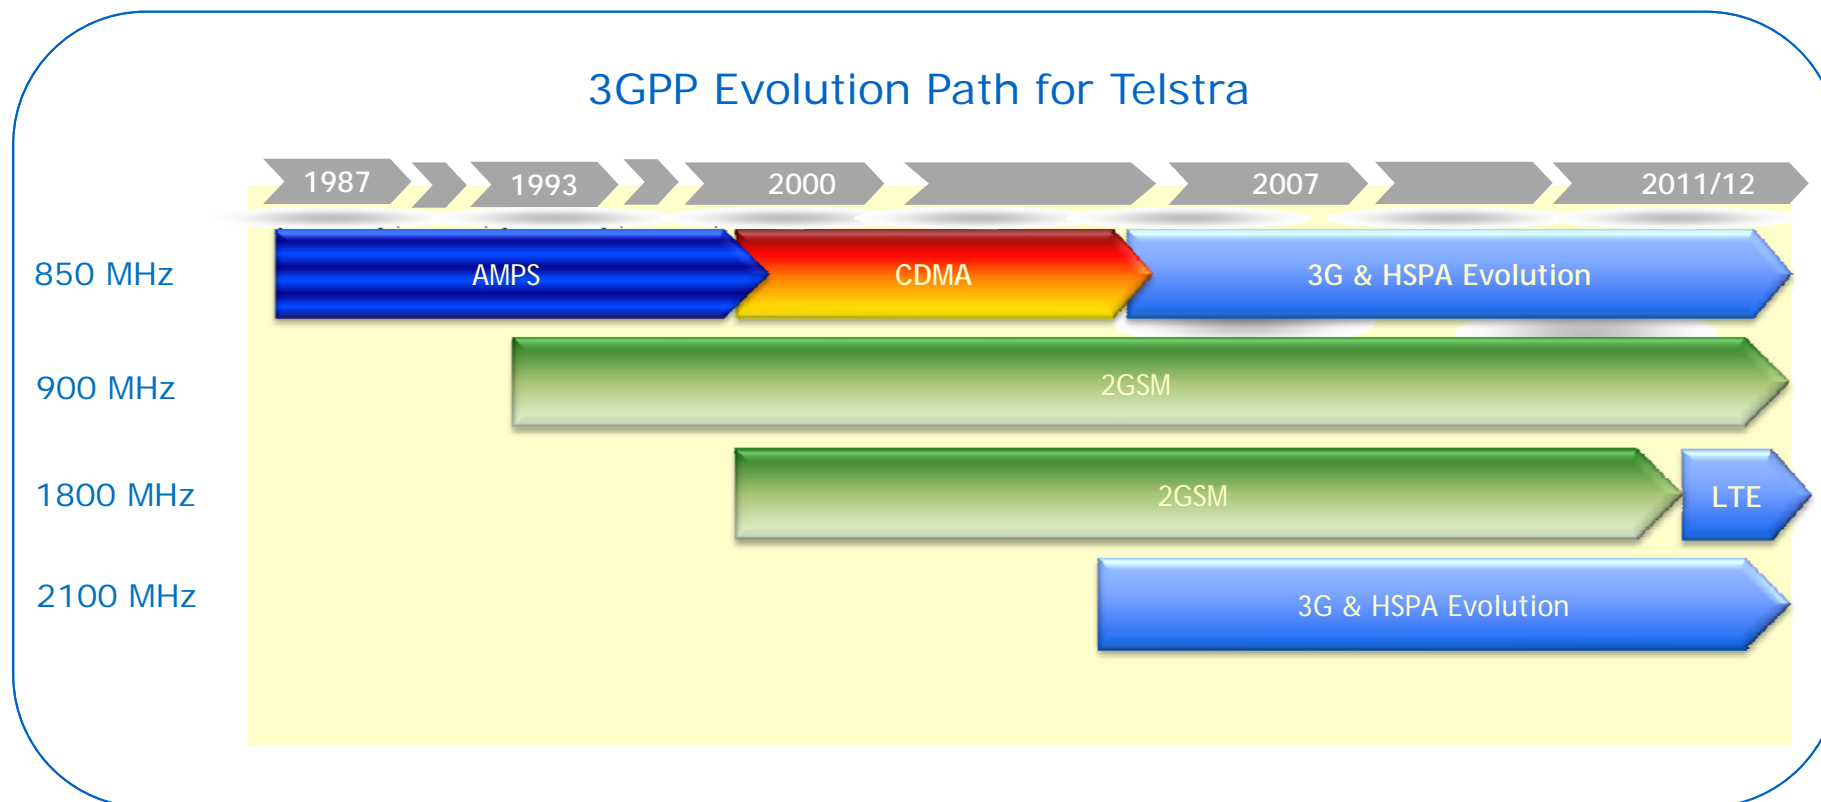 3GPP Evolution Path for Telstra
1987 1993 2000 2007 2011/12
850 MHz AMPS CDMA 3G & HSPA Evolution
900 MHz 2GSM
1800 MHz 2GSM LTE
2100 MHz 3G & HSPA Evolution